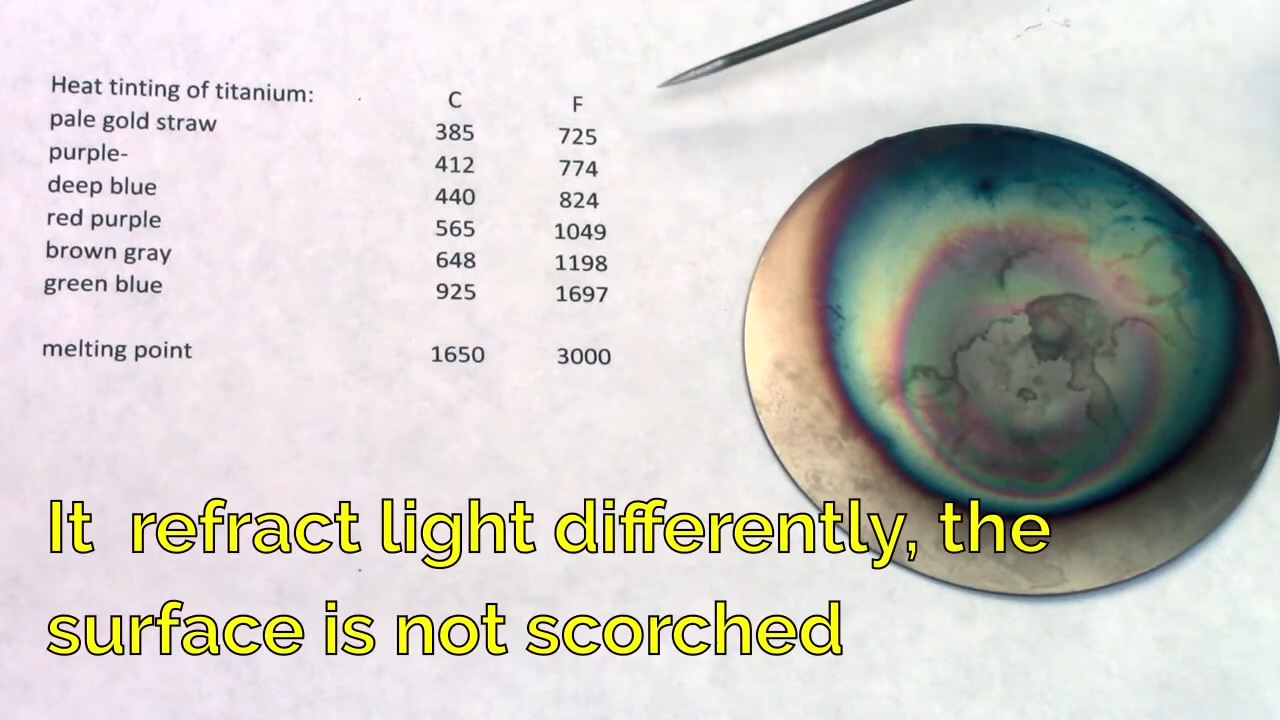 Heat tinting of titanium: C F
pale gold straw 385 725
purple- 412 774
deep blue 440 824
red purple 565 1049
brown gray 648 1198
green blue 925 1697
melting point 1650 3000
It refract light differently, the
surface is not scorched